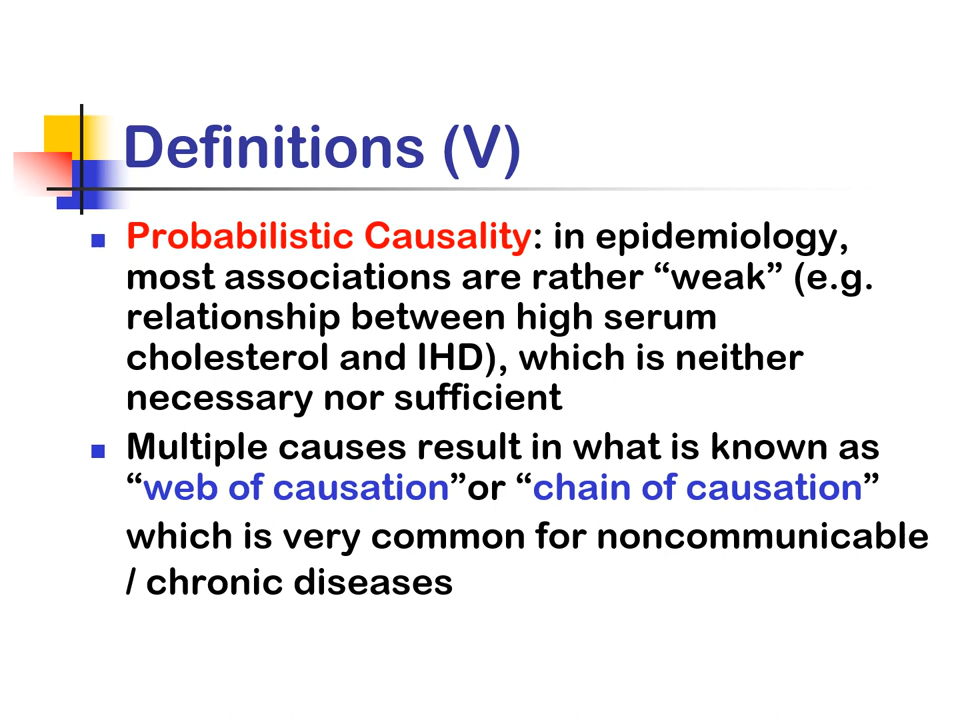 Definitions (V)
Probabilistic Causality: in epidemiology,
most associations are rather “weak” (e.g.
relationship between high serum
cholesterol and IHD), which is neither
necessary nor sufficient
Multiple causes result in what is known as
“web of causation”or “chain of causation”
which is very common for noncommunicable
/ chronic diseases